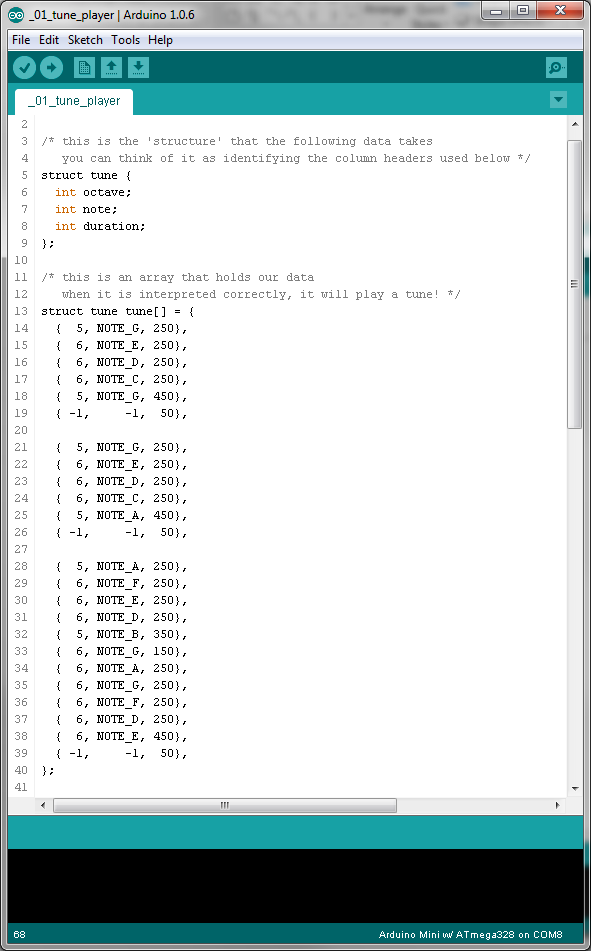 _01_tune_player | Arduino 1.0.6
File Edit Sketch Tools Help
_01_tune_player
2
3 /* this is the 'structure' that the following data takes
4    you can think of it as identifying the column headers used below */
5 struct tune {
6   int octave;
7   int note;
8   int duration;
9 };
10
11 /* this is an array that holds our data
12    when it is interpreted correctly, it will play a tune! */
13 struct tune tune[] = {
14   {  5, NOTE_G, 250},
15   {  6, NOTE_E, 250},
16   {  6, NOTE_D, 250},
17   {  6, NOTE_C, 250},
18   {  5, NOTE_G, 450},
19   { -1,     -1,  50},
20
21   {  5, NOTE_G, 250},
22   {  6, NOTE_E, 250},
23   {  6, NOTE_D, 250},
24   {  6, NOTE_C, 250},
25   {  5, NOTE_A, 450},
26   { -1,     -1,  50},
27
28   {  5, NOTE_A, 250},
29   {  6, NOTE_F, 250},
30   {  6, NOTE_E, 250},
31   {  6, NOTE_D, 250},
32   {  5, NOTE_B, 350},
33   {  6, NOTE_G, 150},
34   {  6, NOTE_A, 250},
35   {  6, NOTE_G, 250},
36   {  6, NOTE_F, 250},
37   {  6, NOTE_D, 250},
38   {  6, NOTE_E, 450},
39   { -1,     -1,  50},
40 };
41
68 Arduino Mini w/ ATmega328 on COM8